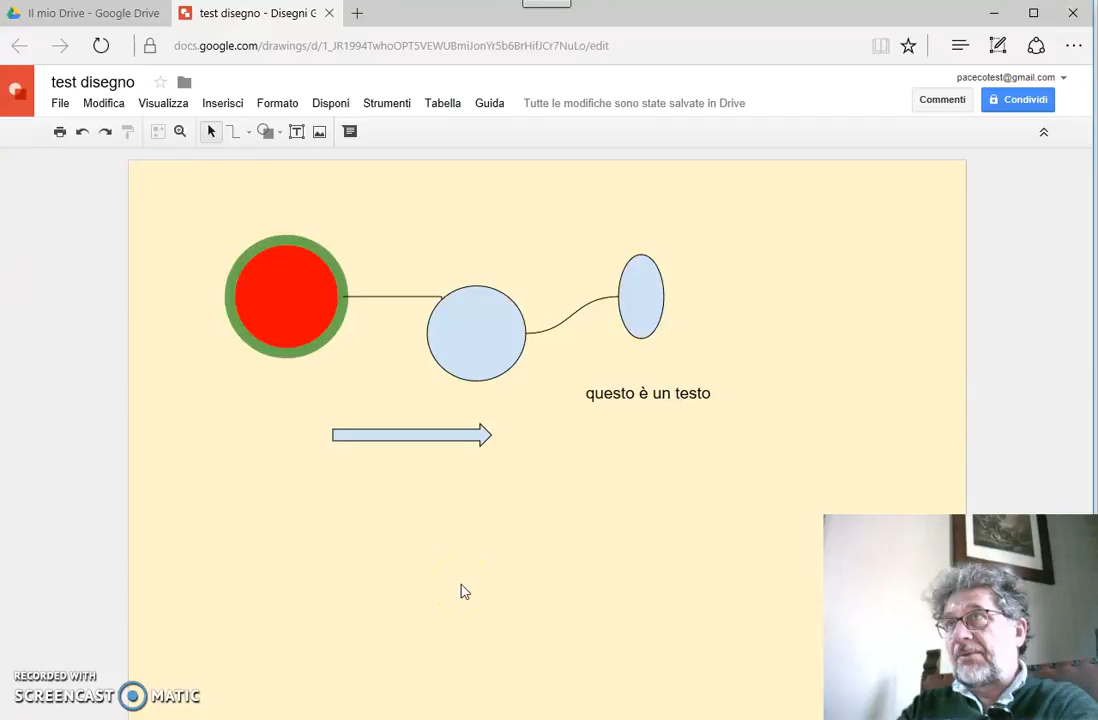 Il mio Drive - Google Drive
test disegno - Disegni G
docs.google.com/drawings/d/1_JR1994TwhoOPT5VEWUBmiJonYr5b6BrHifJCr7NuLo/edit
test disegno
pacecotest@gmail.com
File Modifica Visualizza Inserisci Formato Disponi Strumenti Tabella Guida Tutte le modifiche sono state salvate in Drive
Commenti
Condividi
questo è un testo
RECORDED WITH
SCREENCAST MATIC